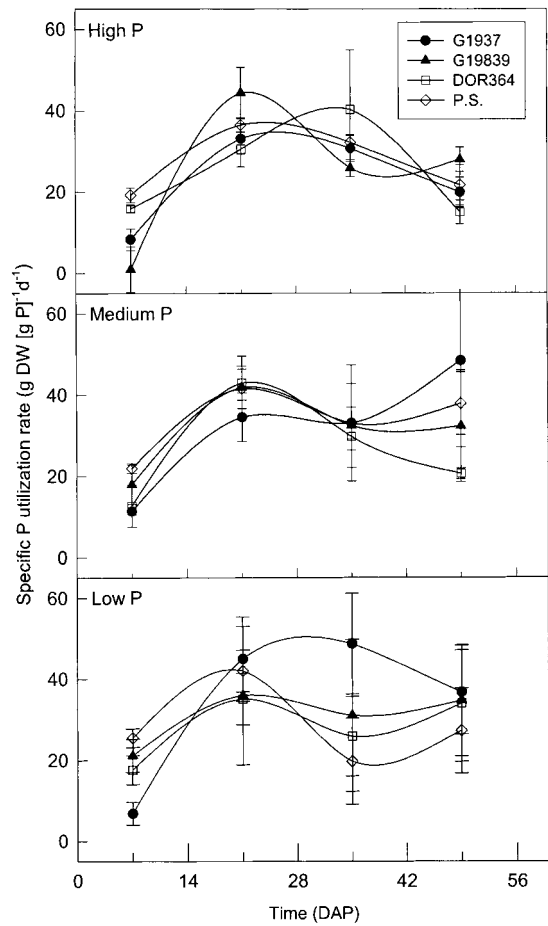 High P
G1937
G19839
DOR364
P.S.
60
40
20
0
Medium P
60
40
20
0
Low P
60
40
20
0
Specific P utilization rate (g DW [g P]⁻¹d⁻¹)
0 14 28 42 56
Time (DAP)